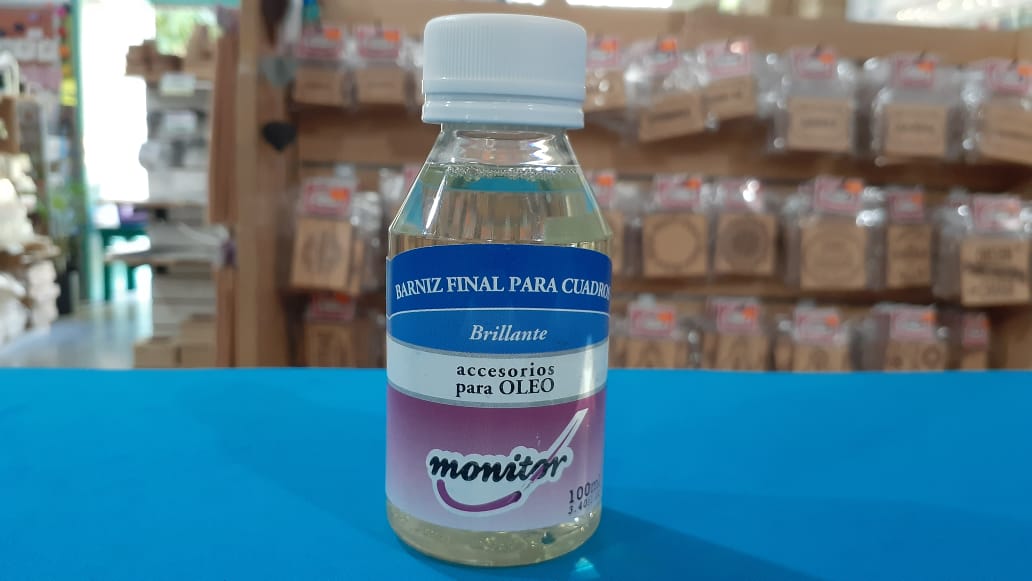 BARNIZ FINAL PARA CUADROS
Brillante
accesorios
para OLEO
monitor
100ml